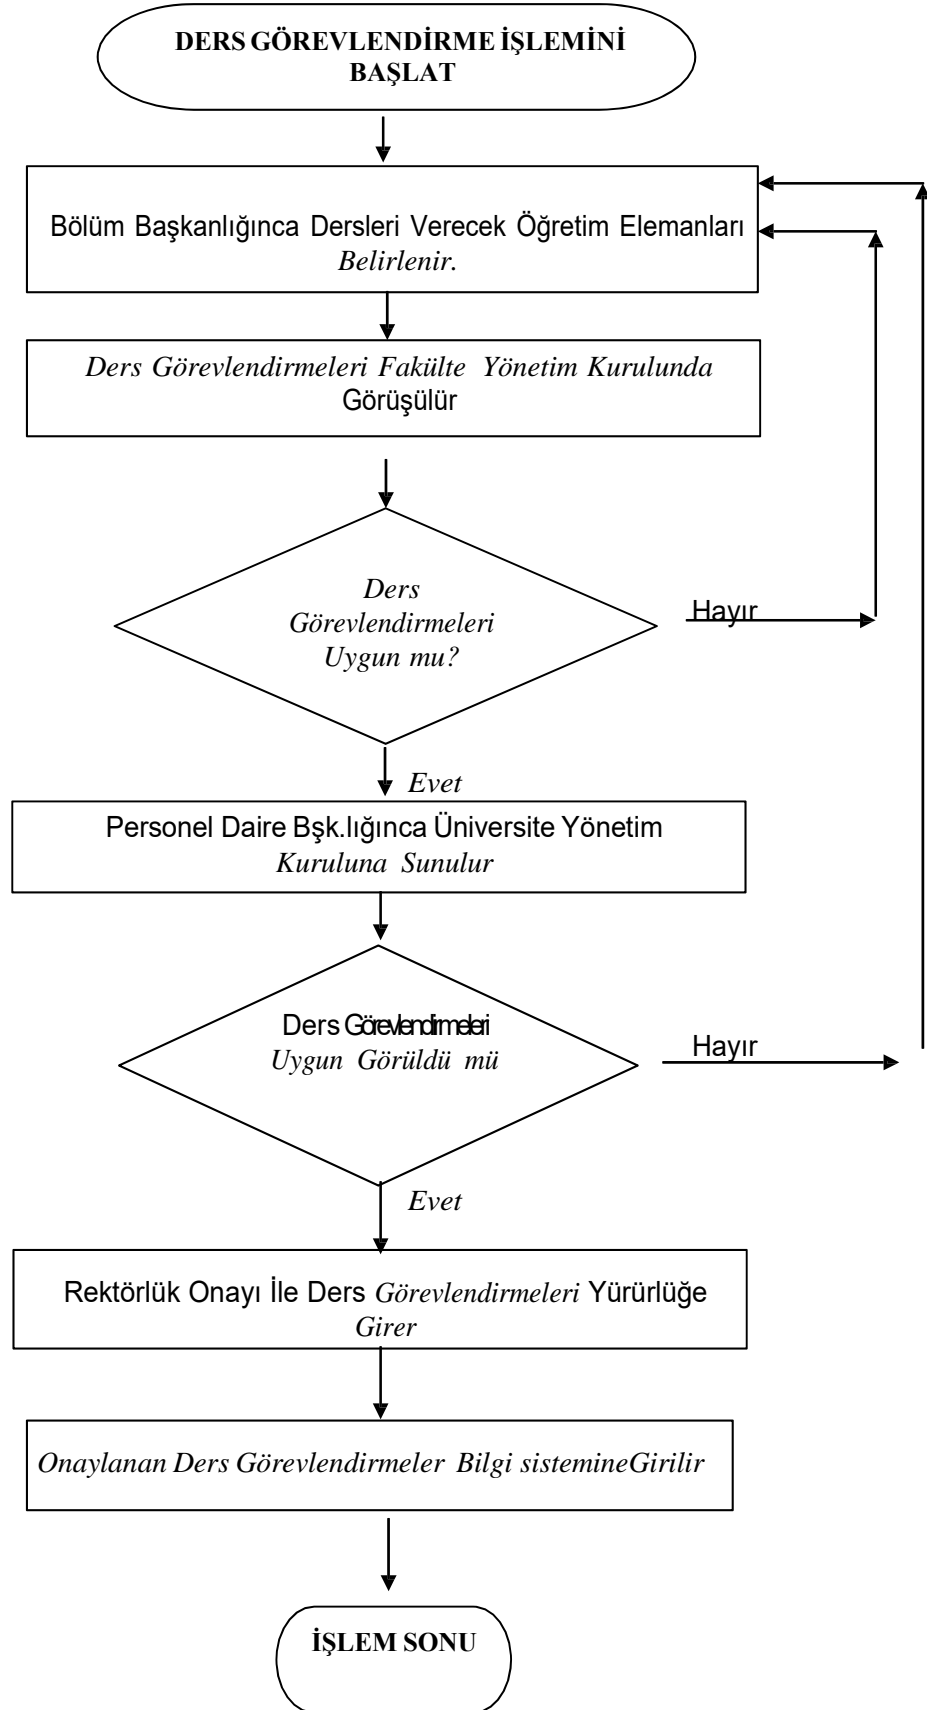 DERS GÖREVLENDİRME İŞLEMİNİ
BAŞLAT
Bölüm Başkanlığınca Dersleri Verecek Öğretim Elemanları
Belirlenir.
Ders Görevlendirmeleri Fakülte Yönetim Kurulunda
Görüşülür
Ders
Görevlendirmeleri
Uygun mu?
Hayır
Evet
Personel Daire Bşk.lığınca Üniversite Yönetim
Kuruluna Sunulur
Ders Görevlendirmeleri
Uygun Görüldü mü
Hayır
Evet
Rektörlük Onayı İle Ders Görevlendirmeleri Yürürlüğe
Girer
Onaylanan Ders Görevlendirmeler Bilgi sistemineGirilir
İŞLEM SONU